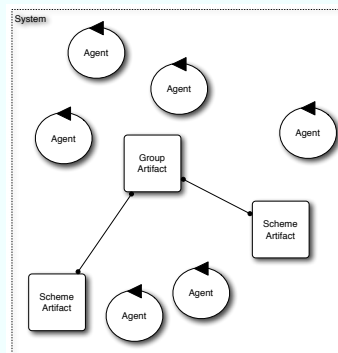 System
Agent
Agent
Agent
Agent
Group
Artifact
Scheme
Artifact
Scheme
Artifact
Agent
Agent